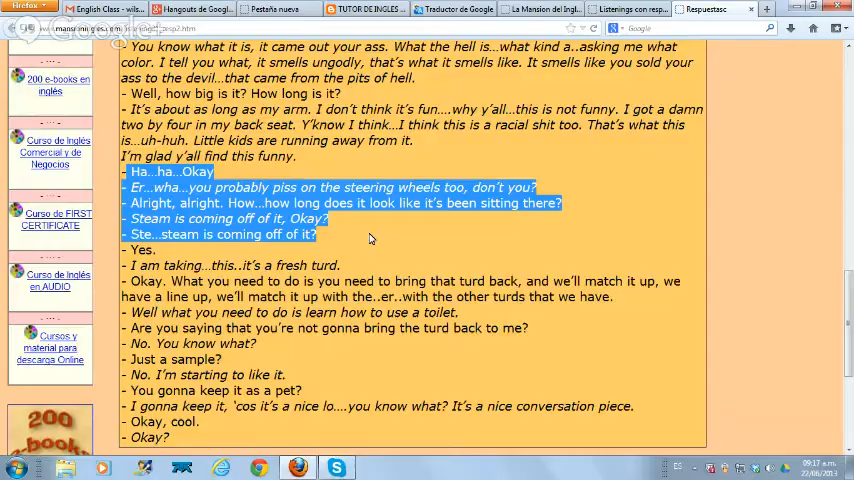 Firefox
English Class - wils...
Hangouts de Googl...
Pestaña nueva
TUTOR DE INGLES ...
Traductor de Google
La Mansion del Ingl...
Listenings con resp...
Respuestasc
www.mansioningles.com
resp2.htm
Google
- You know what it is, it came out your ass. What the hell is…what kind a..asking me what
color. I tell you what, it smells ungodly, that's what it smells like. It smells like you sold your
ass to the devil…that came from the pits of hell.
- Well, how big is it? How long is it?
- It's about as long as my arm. I don't think it's fun….why y'all…this is not funny. I got a damn
two by four in my back seat. Y'know I think…I think this is a racial shit too. That's what this
is…uh-huh. Little kids are running away from it.
I'm glad y'all find this funny.
- Ha…ha…Okay
- Er…wha…you probably piss on the steering wheels too, don't you?
- Alright, alright. How…how long does it look like it's been sitting there?
- Steam is coming off of it, Okay?
- Ste…steam is coming off of it?
- Yes.
- I am taking…this..it's a fresh turd.
- Okay. What you need to do is you need to bring that turd back, and we'll match it up, we
have a line up, we'll match it up with the..er..with the other turds that we have.
- Well what you need to do is learn how to use a toilet.
- Are you saying that you're not gonna bring the turd back to me?
- No. You know what?
- Just a sample?
- No. I'm starting to like it.
- You gonna keep it as a pet?
- I gonna keep it, 'cos it's a nice lo….you know what? It's a nice conversation piece.
- Okay, cool.
- Okay?
200 e-books en
inglés
Curso de Inglés
Comercial y de
Negocios
Curso de FIRST
CERTIFICATE
Curso de Inglés
en AUDIO
Cursos y
material para
descarga Online
200
e-books
ES
09:17 a.m.
22/06/2013